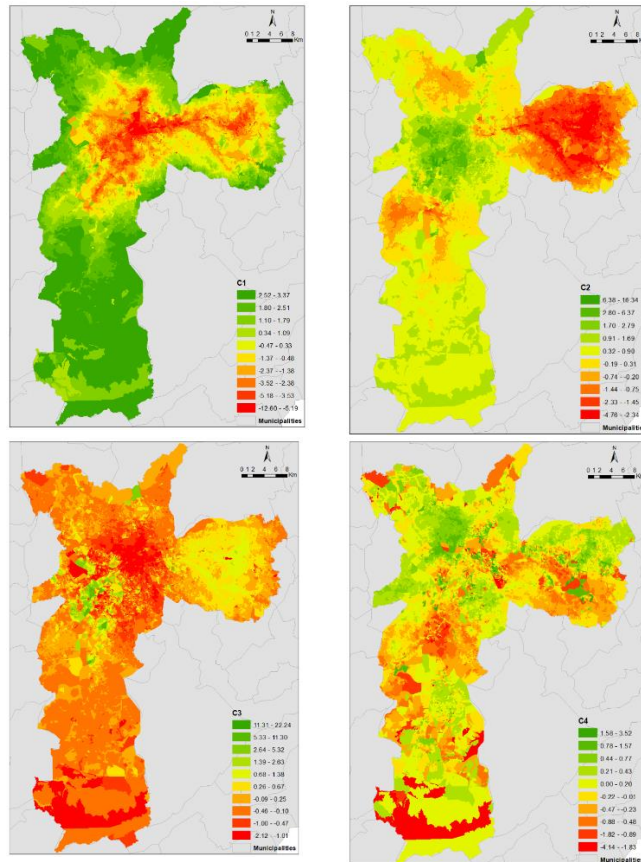 N
0 1 2 4 6 8
Km
C1
2.52 - 3.37
1.80 - 2.51
1.10 - 1.79
0.34 - 1.09
-0.47 - 0.33
-1.37 - -0.48
-2.37 - -1.38
-3.52 - -2.38
-5.18 - -3.53
-12.60 - -5.19
Municipalities
N
0 1 2 4 6 8
Km
C2
6.38 - 16.34
2.80 - 6.37
1.70 - 2.79
0.91 - 1.69
0.32 - 0.90
-0.19 - 0.31
-0.74 - -0.20
-1.44 - -0.75
-2.33 - -1.45
-4.76 - -2.34
Municipalities
N
0 1 2 4 6 8
Km
C3
11.31 - 22.24
5.33 - 11.30
2.64 - 5.32
1.39 - 2.63
0.68 - 1.38
0.26 - 0.67
-0.09 - 0.25
-0.46 - -0.10
-1.00 - -0.47
-2.12 - -1.01
Municipalities
N
0 1 2 4 6 8
Km
C4
1.58 - 3.52
0.78 - 1.57
0.44 - 0.77
0.21 - 0.43
0.00 - 0.20
-0.22 - -0.01
-0.47 - -0.23
-0.88 - -0.48
-1.82 - -0.89
-4.14 - -1.83
Municipalities